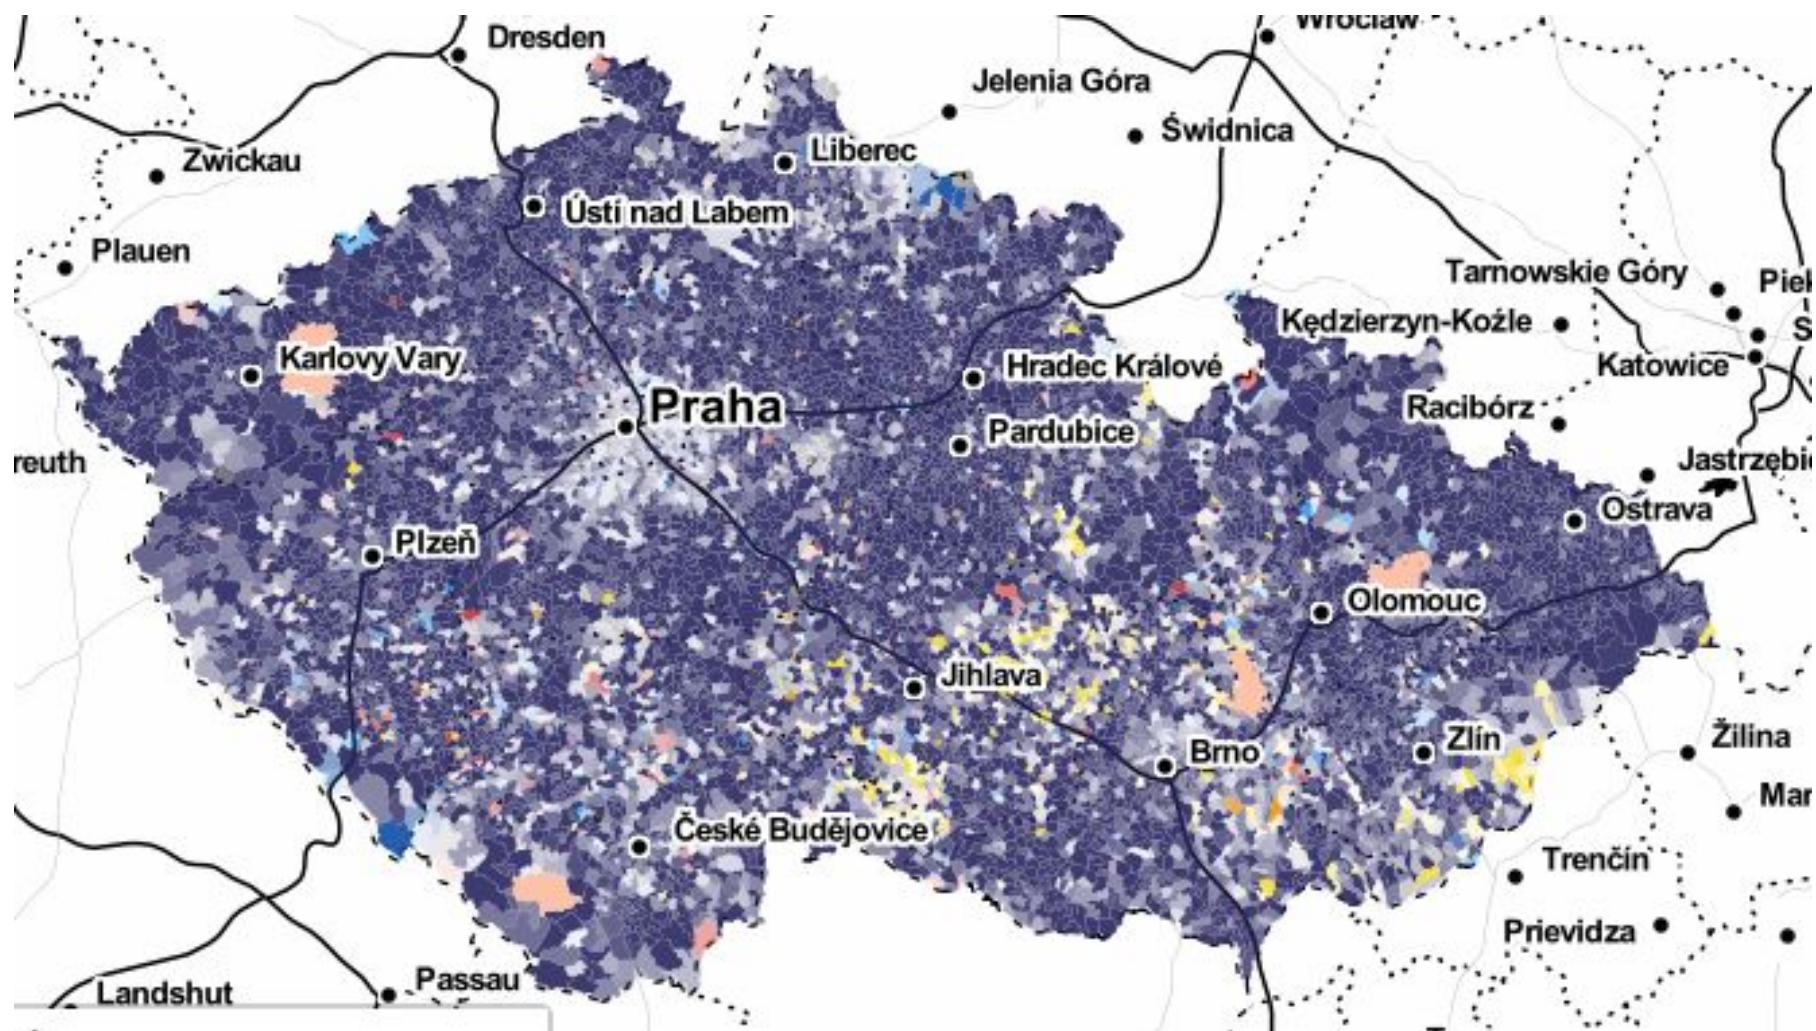 Wrocław
Dresden
Jelenia Góra
Świdnica
Liberec
Zwickau
Ústí nad Labem
Plauen
Tarnowskie Góry
Kędzierzyn-Koźle
Karlovy Vary
Hradec Králové
Katowice
Praha
Racibórz
Pardubice
reuth
Ostrava
Plzeň
Olomouc
Jihlava
Žilina
Zlín
Brno
České Budějovice
Trenčín
Prievidza
Passau
Landshut